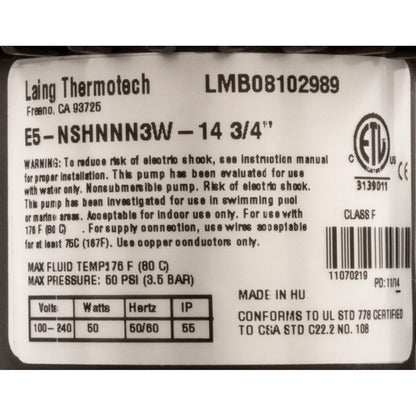 Laing Thermotech
LMB08102989
Fresno, CA 93725
E5-NSHNNN3W-14 3/4"
WARNING: To reduce risk of electric shook, see instruction manual
for proper installation. This pump has been evaluated for use
with water only. Nonsubmersible pump. Risk of electric shook.
This pump has been investigated for use in swimming pool
or marine areas. Acceptable for indoor use only. For use with
176 F (80 C) . For supply connection, use wires acceptable
for at least 75C (167F). Use copper conductors only.
C ETL US
3139011
CLASS F
11070219
PD:11/14
MAX FLUID TEMP176 F (80 C)
MAX PRESSURE: 50 PSI (3.5 BAR)
Volts Watts Hertz IP
100-240 50 50/60 55
MADE IN HU
CONFORMS TO UL STD 778 CERTIFIED
TO CSA STD C22.2 NO. 108